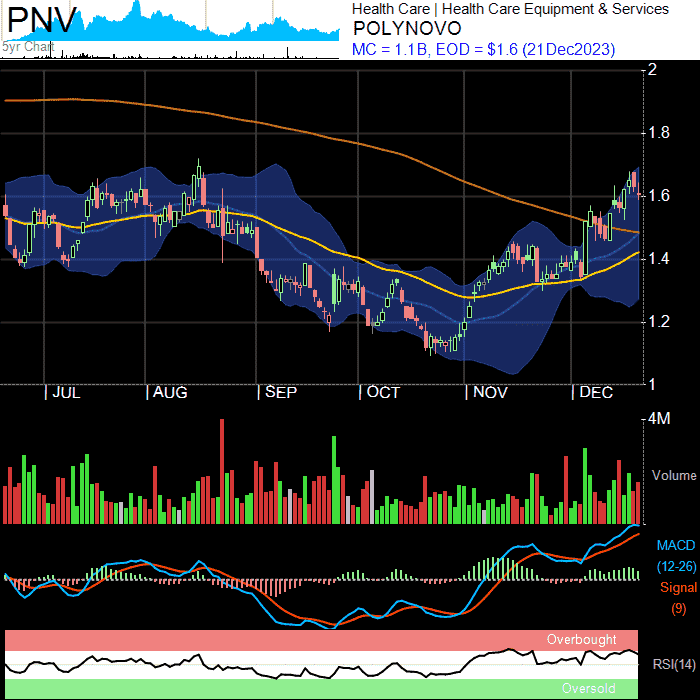 PNV
5yr Chart
Health Care | Health Care Equipment & Services
POLYNOVO
MC = 1.1B, EOD = $1.6 (21Dec2023)
2
1.8
1.6
1.4
1.2
1
| JUL | AUG | SEP | OCT | NOV | DEC
4M
Volume
MACD
(12-26)
Signal
(9)
Overbought
RSI(14)
Oversold